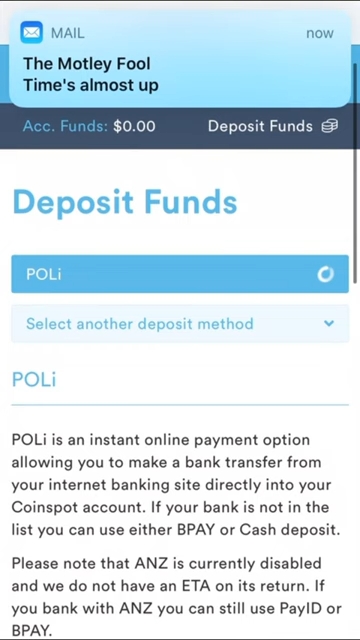 MAIL
now
The Motley Fool
Time's almost up
Acc. Funds: $0.00
Deposit Funds
Deposit Funds
POLi
Select another deposit method
POLi
POLi is an instant online payment option
allowing you to make a bank transfer from
your internet banking site directly into your
Coinspot account. If your bank is not in the
list you can use either BPAY or Cash deposit.
Please note that ANZ is currently disabled
and we do not have an ETA on its return. If
you bank with ANZ you can still use PayID or
BPAY.